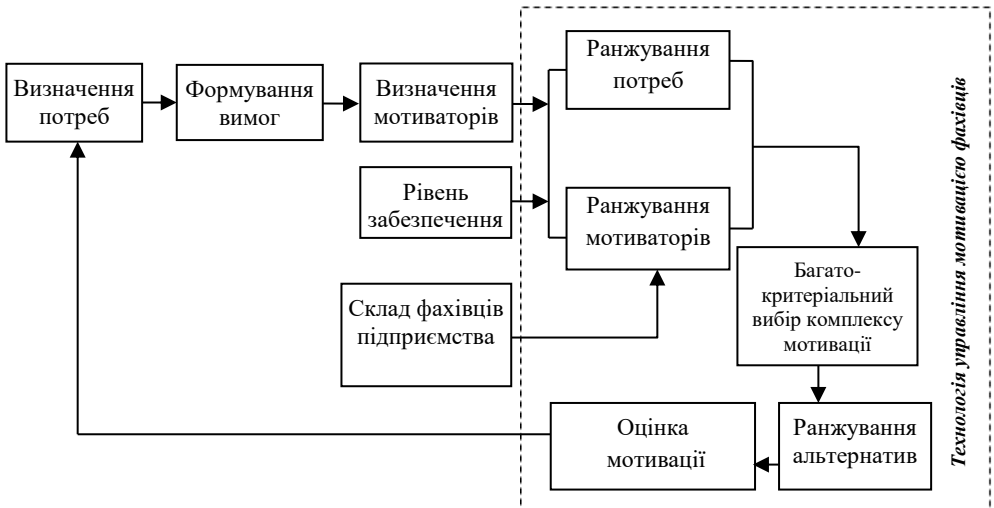 Визначення
потреб
Формування
вимог
Визначення
мотиваторів
Рівень
забезпечення
Склад фахівців
підприємства
Ранжування
потреб
Ранжування
мотиваторів
Багато-
критеріальний
вибір комплексу
мотивації
Ранжування
альтернатив
Оцінка
мотивації
Технологія управління мотивацією фахівців